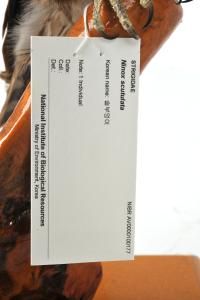 STRIGIDAE
NIBR AV0000100177
Ninox scutulata
Korean name: 솔부엉이
Note: 1 Individual
Date:
Coll.:
Det.:
National Institute of Biological Resources
Ministry of Environment, Korea